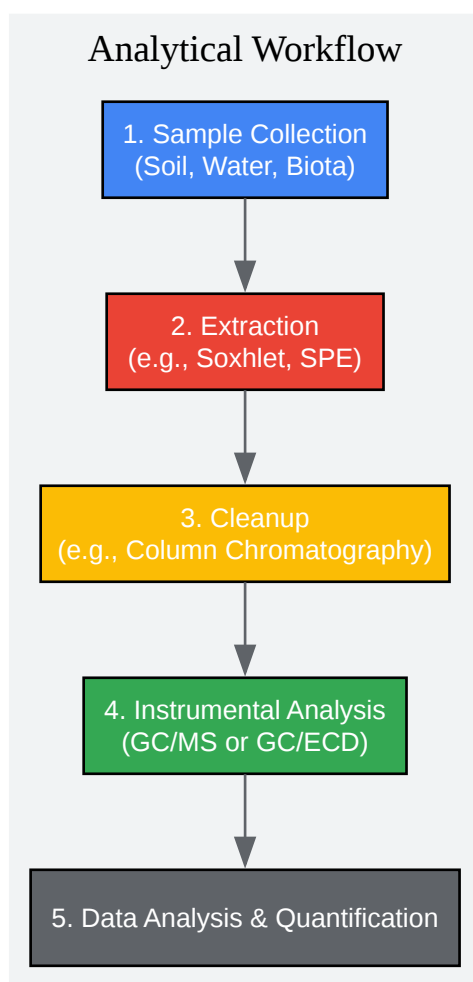 Analytical Workflow
1. Sample Collection
(Soil, Water, Biota)
2. Extraction
(e.g., Soxhlet, SPE)
3. Cleanup
(e.g., Column Chromatography)
4. Instrumental Analysis
(GC/MS or GC/ECD)
5. Data Analysis & Quantification